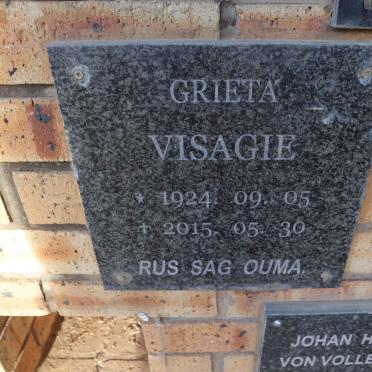 GRIETA
VISAGIE
* 1924. 09. 05
+ 2015. 05. 30
RUS SAG OUMA.
JOHAN H
VON VOLLE